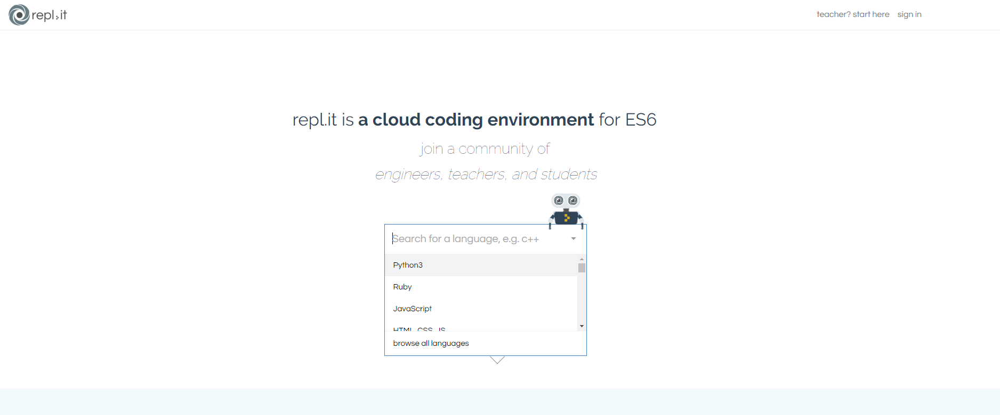 repl.it
teacher? start here sign in
repl.it is a cloud coding environment for ES6
join a community of
engineers, teachers, and students
Search for a language, e.g. c++
Python3
Ruby
JavaScript
HTML, CSS, JS
browse all languages